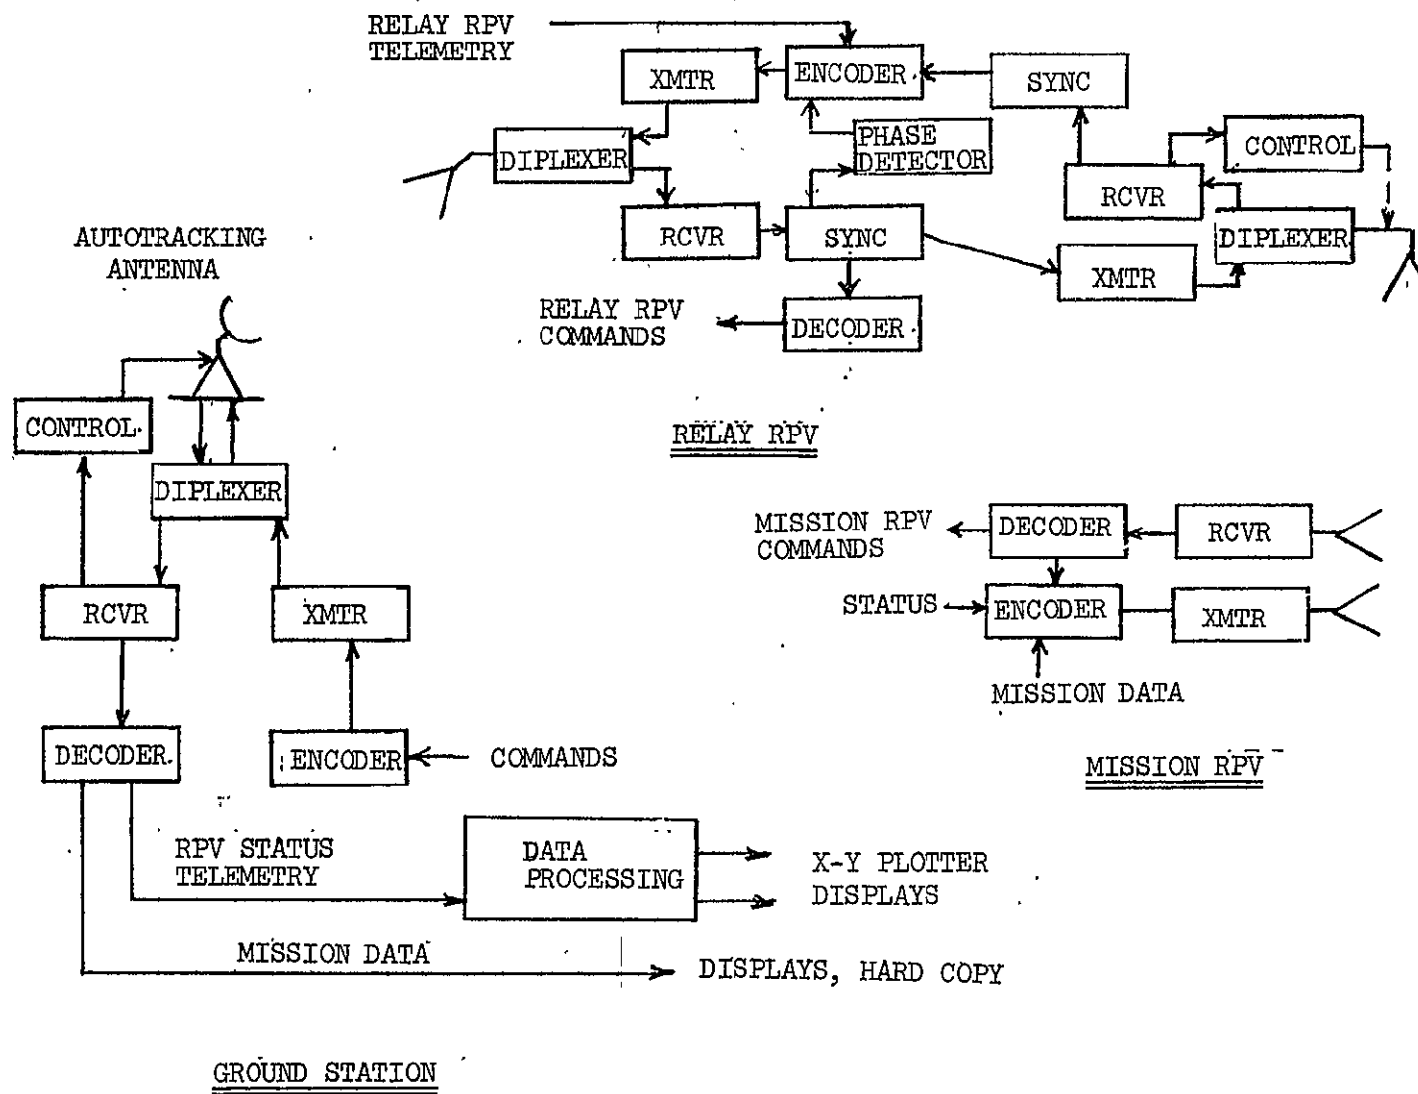 RELAY RPV
TELEMETRY
XMTR
ENCODER
SYNC
DIPLEXER
PHASE
DETECTOR
CONTROL
RCVR
RCVR
SYNC
DIPLEXER
XMTR
RELAY RPV
COMMANDS
DECODER
RELAY RPV
AUTOTRACKING
ANTENNA
CONTROL
DIPLEXER
RCVR
XMTR
DECODER
ENCODER
COMMANDS
RPV STATUS
TELEMETRY
DATA
PROCESSING
X-Y PLOTTER
DISPLAYS
MISSION DATA
DISPLAYS, HARD COPY
GROUND STATION
MISSION RPV
COMMANDS
DECODER
RCVR
STATUS
ENCODER
XMTR
MISSION DATA
MISSION RPV